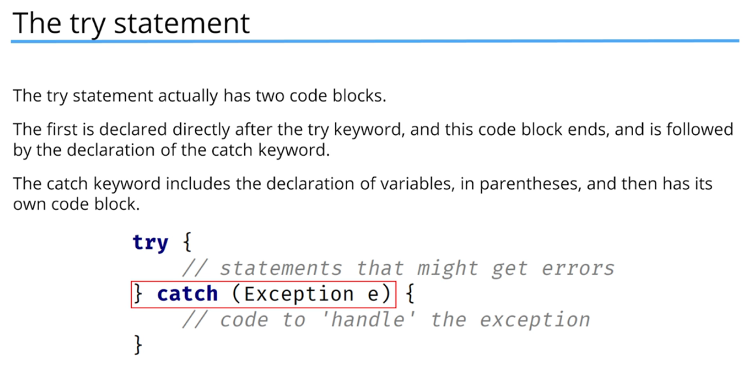 The try statement
The try statement actually has two code blocks.
The first is declared directly after the try keyword, and this code block ends, and is followed
by the declaration of the catch keyword.
The catch keyword includes the declaration of variables, in parentheses, and then has its
own code block.
try {
// statements that might get errors
} catch (Exception e) {
// code to 'handle' the exception
}